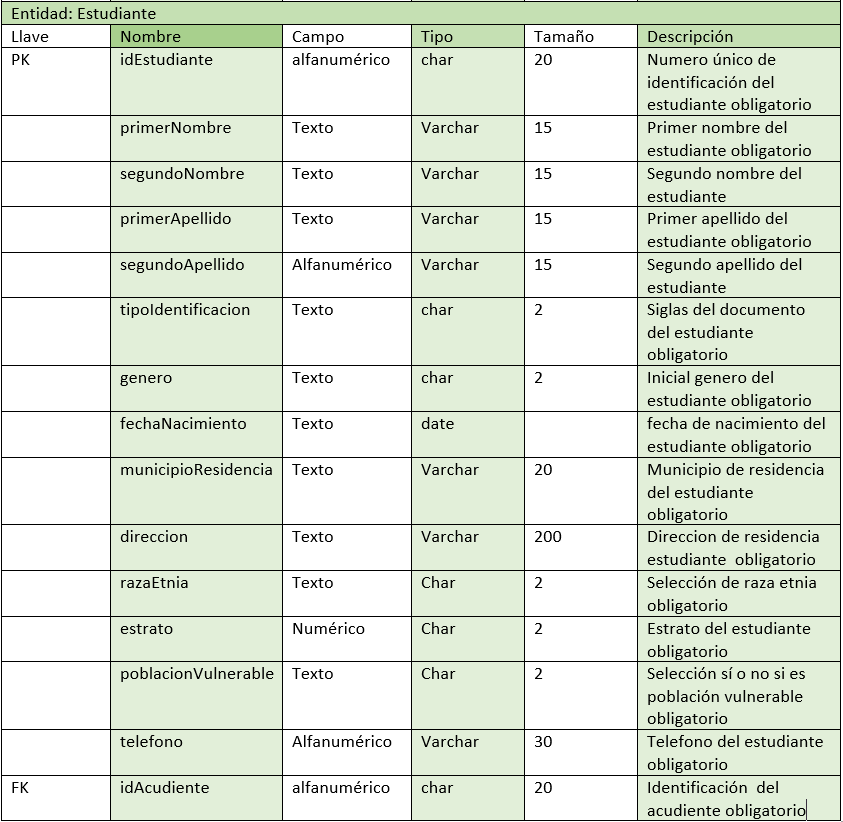 Entidad: Estudiante
Llave Nombre Campo Tipo Tamaño Descripción
PK idEstudiante alfanumérico char 20 Numero único de
identificación del
estudiante obligatorio
primerNombre Texto Varchar 15 Primer nombre del
estudiante obligatorio
segundoNombre Texto Varchar 15 Segundo nombre del
estudiante
primerApellido Texto Varchar 15 Primer apellido del
estudiante obligatorio
segundoApellido Alfanumérico Varchar 15 Segundo apellido del
estudiante
tipoIdentificacion Texto char 2 Siglas del documento
del estudiante
obligatorio
genero Texto char 2 Inicial genero del
estudiante obligatorio
fechaNacimiento Texto date fecha de nacimiento del
estudiante obligatorio
municipioResidencia Texto Varchar 20 Municipio de residencia
del estudiante
obligatorio
direccion Texto Varchar 200 Direccion de residencia
estudiante obligatorio
razaEtnia Texto Char 2 Selección de raza etnia
obligatorio
estrato Numérico Char 2 Estrato del estudiante
obligatorio
poblacionVulnerable Texto Char 2 Selección sí o no si es
población vulnerable
obligatorio
telefono Alfanumérico Varchar 30 Telefono del estudiante
obligatorio
FK idAcudiente alfanumérico char 20 Identificación del
acudiente obligatorio